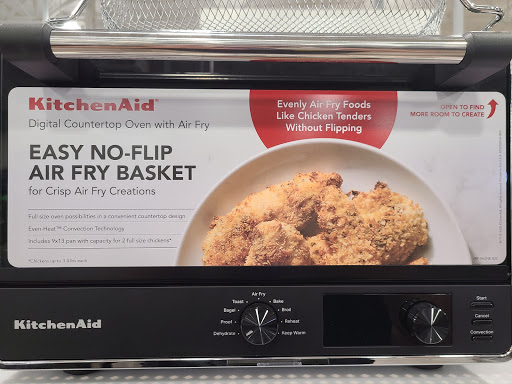 KitchenAid
Digital Countertop Oven with Air Fry
EASY NO-FLIP
AIR FRY BASKET
for Crisp Air Fry Creations
Full size oven possibilities in a convenient countertop design
Even-Heat™ Convection Technology
Includes 9x13 pan with capacity for 2 full size chickens*
Evenly Air Fry Foods
Like Chicken Tenders
Without Flipping
OPEN TO FIND
MORE ROOM TO CREATE
KitchenAid
Air Fry
Toast
Bake
Bagel
Broil
Proof
Reheat
Dehydrate
Keep Warm
Start
Cancel
Convection